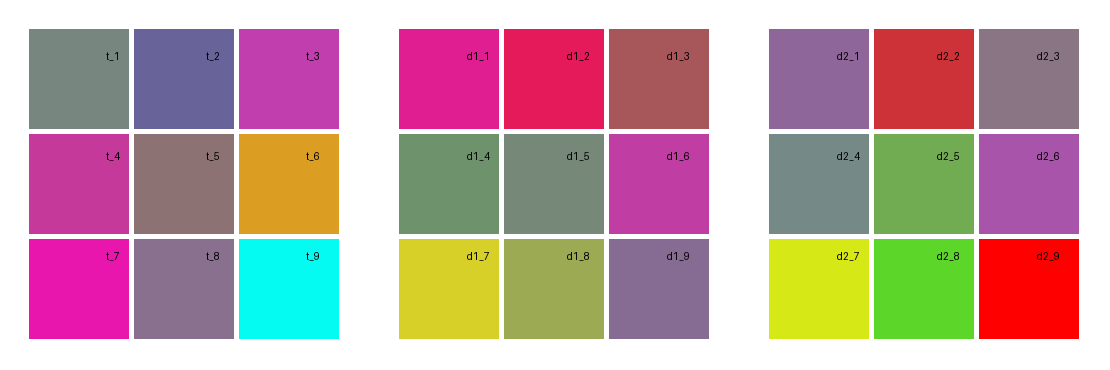 t_1 t_2 t_3 d1_1 d1_2 d1_3 d2_1 d2_2 d2_3
t_4 t_5 t_6 d1_4 d1_5 d1_6 d2_4 d2_5 d2_6
t_7 t_8 t_9 d1_7 d1_8 d1_9 d2_7 d2_8 d2_9